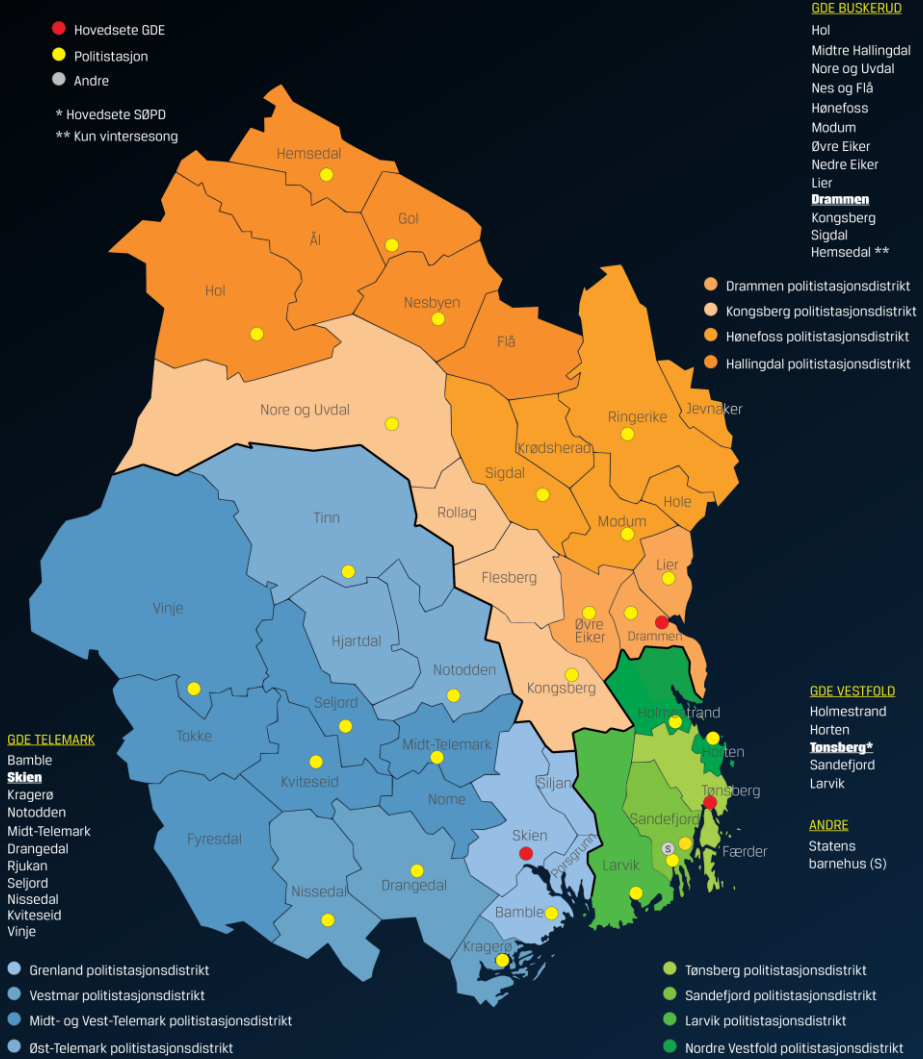 Hovedsete GDE
Politistasjon
Andre
* Hovedsete SØPD
** Kun vintersesong
GDE BUSKERUD
Hol
Midtre Hallingdal
Nore og Uvdal
Nes og Flå
Hønefoss
Modum
Øvre Eiker
Nedre Eiker
Lier
Drammen
Kongsberg
Sigdal
Hemsedal **
Drammen politistasjonsdistrikt
Kongsberg politistasjonsdistrikt
Hønefoss politistasjonsdistrikt
Hallingdal politistasjonsdistrikt
Hemsedal
Gol
Ål
Hol
Nesbyen
Flå
Nore og Uvdal
Ringerike
Jevnaker
Krødsherad
Sigdal
Hole
Rollag
Modum
Tinn
Lier
Flesberg
Vinje
Øvre
Eiker
Drammen
Hjartdal
Notodden
Kongsberg
Seljord
Holmestrand
Tokke
Midt-Telemark
Horten
Kviteseid
Siljan
Nome
Tønsberg
Fyresdal
Skien
Sandefjord
S
Porsgrunn
Færder
Larvik
Nissedal
Drangedal
Bamble
Kragerø
GDE VESTFOLD
Holmestrand
Horten
Tønsberg*
Sandefjord
Larvik
ANDRE
Statens
barnehus (S)
GDE TELEMARK
Bamble
Skien
Kragerø
Notodden
Midt-Telemark
Drangedal
Rjukan
Seljord
Nissedal
Kviteseid
Vinje
Grenland politistasjonsdistrikt
Vestmar politistasjonsdistrikt
Midt- og Vest-Telemark politistasjonsdistrikt
Øst-Telemark politistasjonsdistrikt
Tønsberg politistasjonsdistrikt
Sandefjord politistasjonsdistrikt
Larvik politistasjonsdistrikt
Nordre Vestfold politistasjonsdistrikt